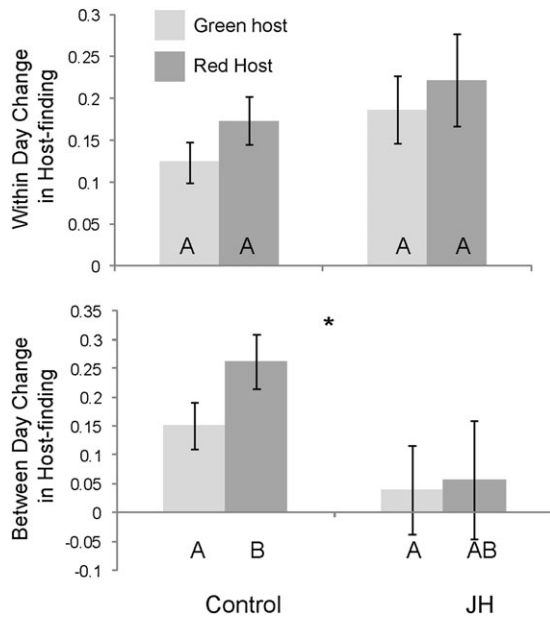 Within Day Change
in Host-finding
0.3
0.25
0.2
0.15
0.1
0.05
0
Green host
Red Host
A A A A
Between Day Change
in Host-finding
0.35
0.3
0.25
0.2
0.15
0.1
0.05
0
-0.05
-0.1
*
A B A AB
Control JH